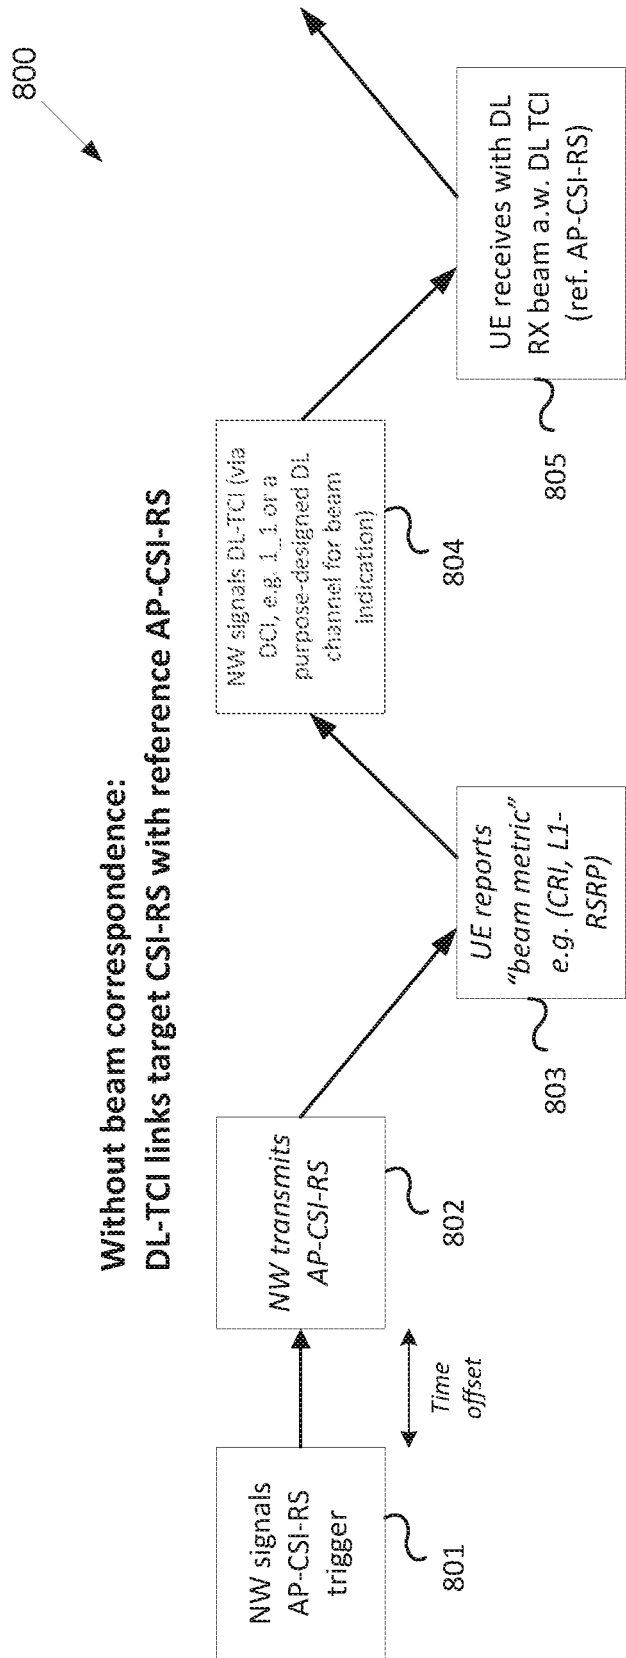 800
Without beam correspondence:
DL-TCI links target CSI-RS with reference AP-CSI-RS
NW signals
AP-CSI-RS
trigger
801
Time
offset
NW transmits
AP-CSI-RS
802
UE reports
“beam metric”
e.g. (CRI, L1-
RSRP)
803
NW signals DL-TCI (via
DCI, e.g. 1_1 or a
purpose-designed DL
channel for beam
indication)
804
UE receives with DL
RX beam a.w. DL TCI
(ref. AP-CSI-RS)
805